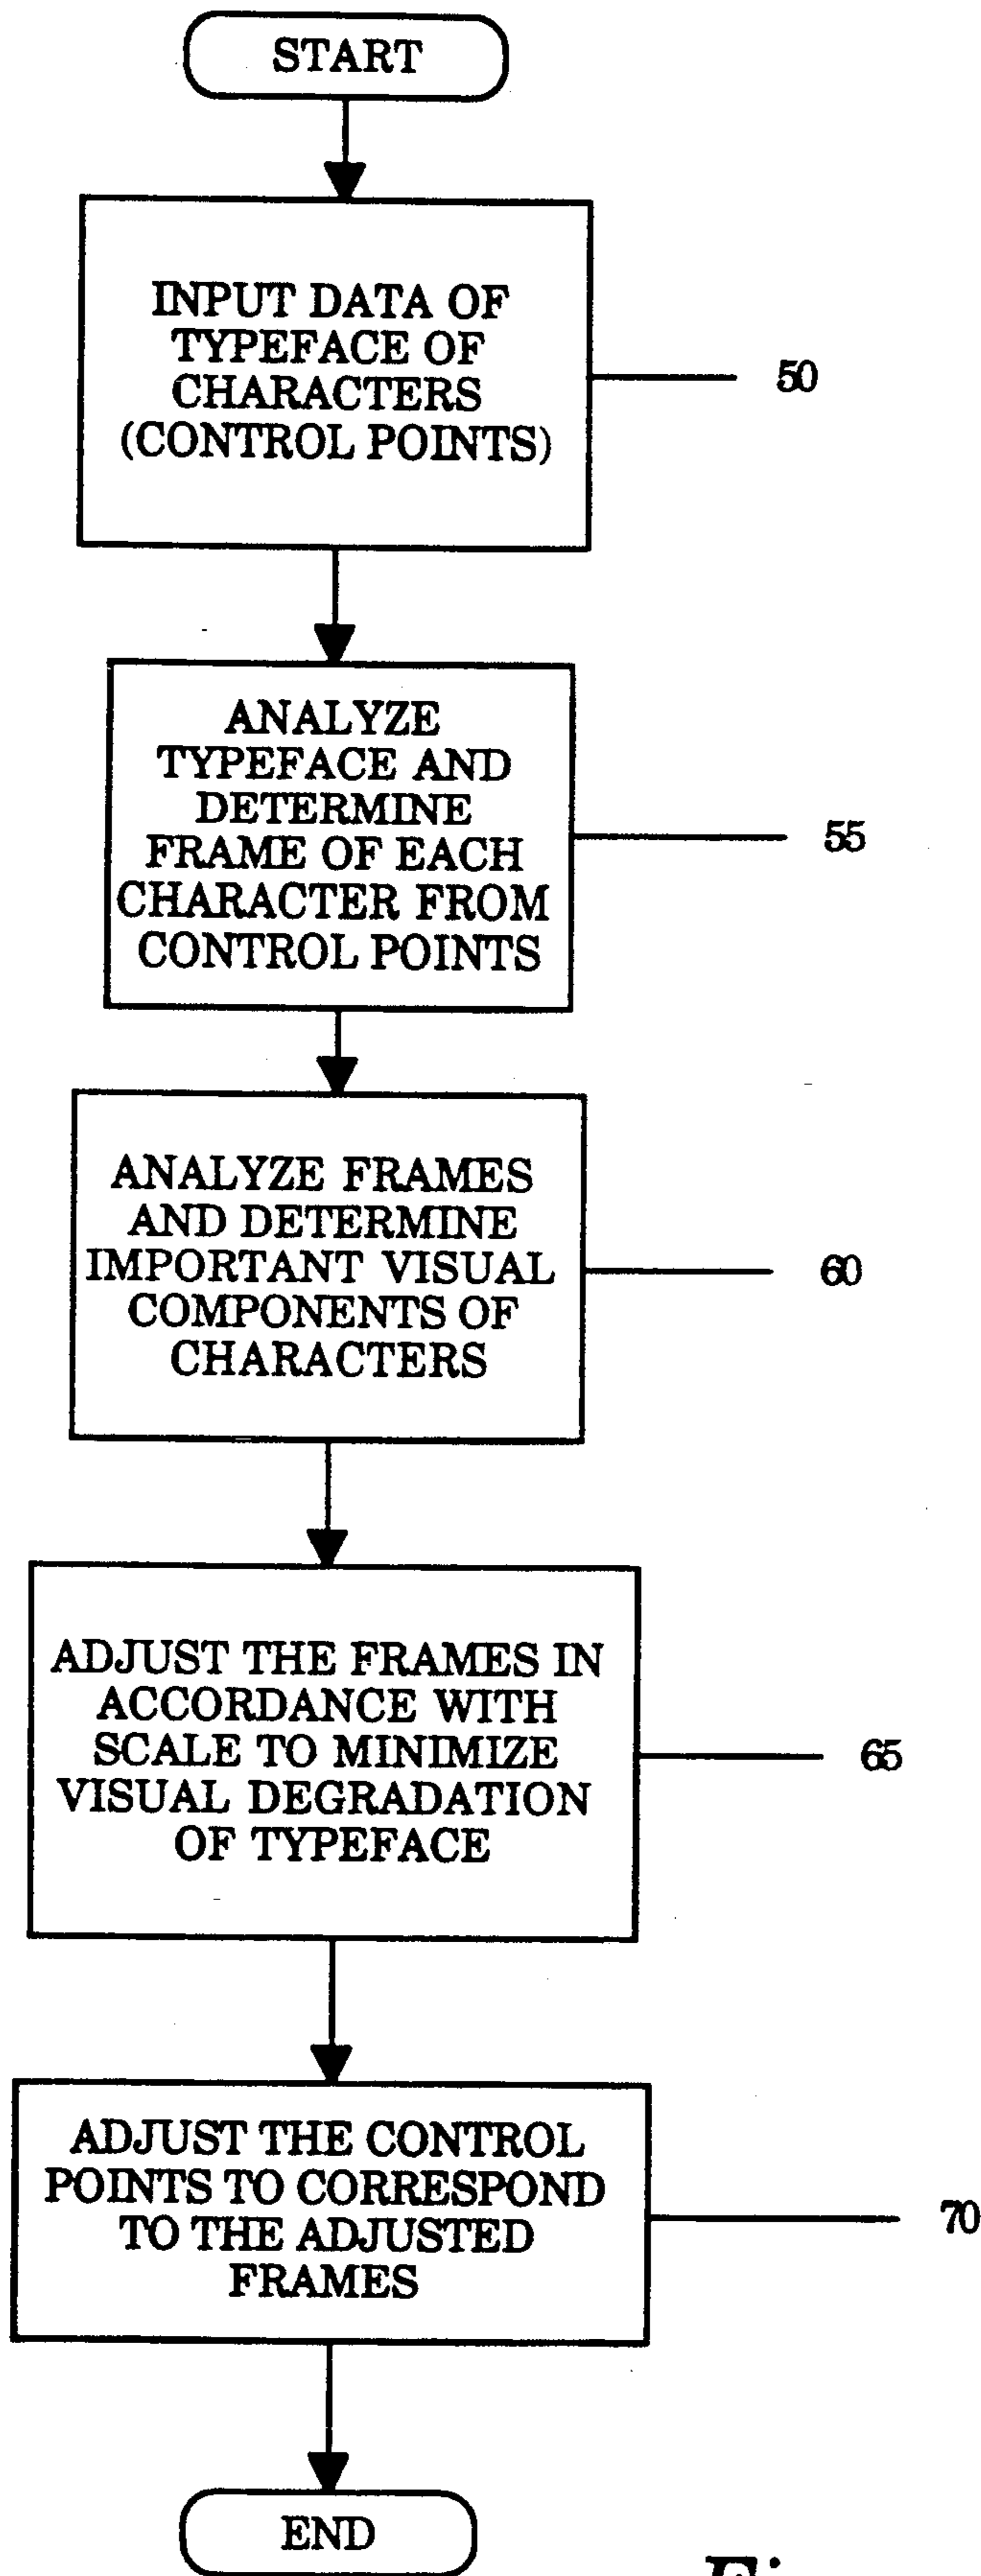 START
INPUT DATA OF
TYPEFACE OF
CHARACTERS
(CONTROL POINTS)
50
ANALYZE
TYPEFACE AND
DETERMINE
FRAME OF EACH
CHARACTER FROM
CONTROL POINTS
55
ANALYZE FRAMES
AND DETERMINE
IMPORTANT VISUAL
COMPONENTS OF
CHARACTERS
60
ADJUST THE FRAMES IN
ACCORDANCE WITH
SCALE TO MINIMIZE
VISUAL DEGRADATION
OF TYPEFACE
65
ADJUST THE CONTROL
POINTS TO CORRESPOND
TO THE ADJUSTED
FRAMES
70
END